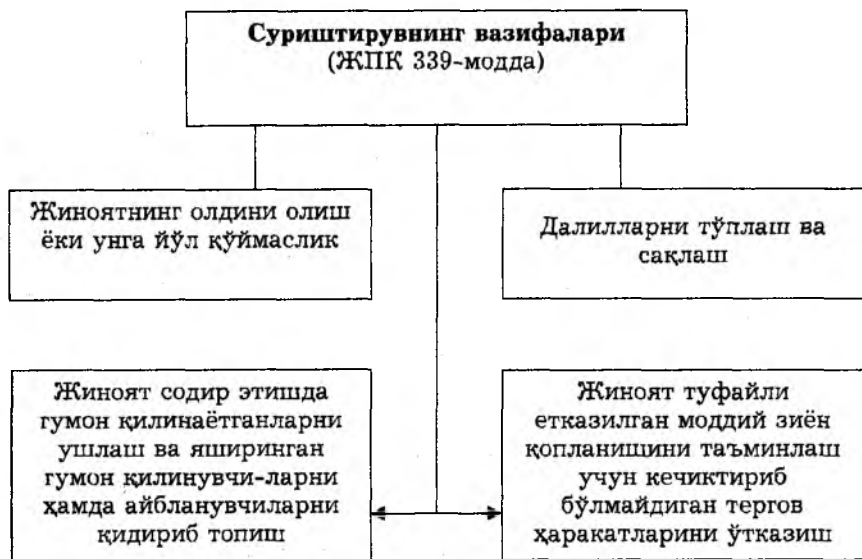 Суриштирувнинг вазифалари
(ЖПК 339-модда)
Жиноятнинг олдини олиш
ёки унга йўл қўймаслик
Далилларни тўплаш ва
сақлаш
Жиноят содир этишда
гумон қилинаётганларни
ушлаш ва яширинган
гумон қилинувчи-ларни
ҳамда айбланувчиларни
қидириб топиш
Жиноят туфайли
етказилган моддий зиён
қопланишини таъминлаш
учун кечиктириб
бўлмайдиган тергов
ҳаракатларини ўтказиш